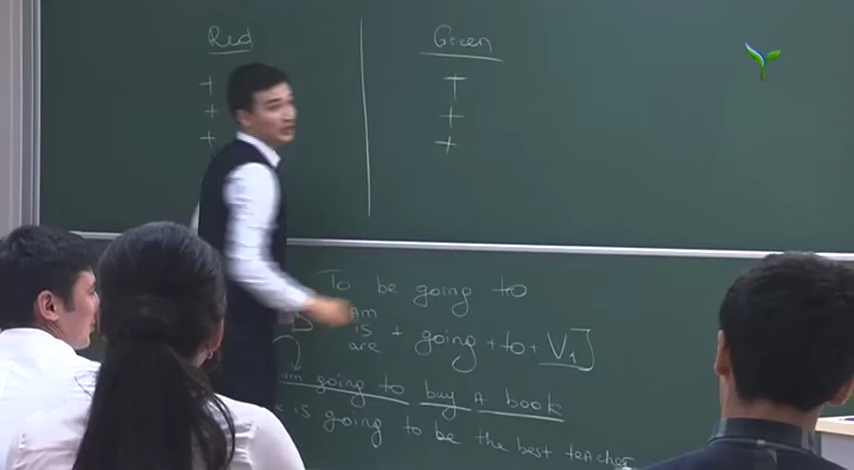 Red
Green
+
+
+
+
+
+
To be going to
am
is + going + to + V1
are
am going to buy a book
is going to be the best teacher